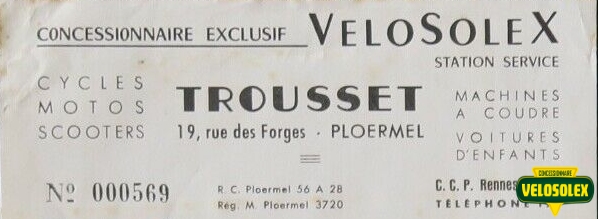 CONCESSIONNAIRE EXCLUSIF VELOSOLEX
STATION SERVICE
CYCLES
MOTOS
SCOOTERS
TROUSSET
19, rue des Forges - PLOERMEL
MACHINES
A COUDRE
VOITURES
D'ENFANTS
No 000569
R. C. Ploermel 56 A 28
Rég. M. Ploermel 3720
C. C. P. Rennes
TÉLÉPHONE
CONCESSIONNAIRE
VELOSOLEX